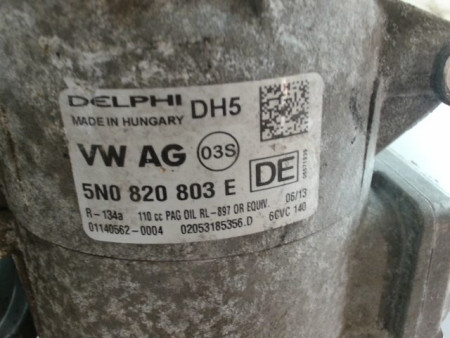 DELPHI DH5
MADE IN HUNGARY
VW AG 03S
5N0 820 803 E DE
R-134a 110 cc PAG OIL RL-897 OR EQUIV. 06/13
01140562-0004 02053185356.D 6CVC 140